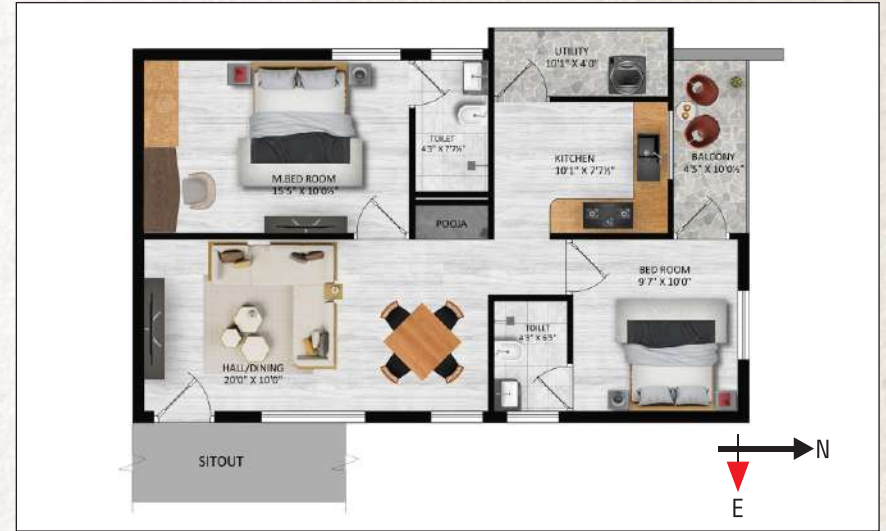 UTILITY
10'1" X 4'0"
TOILET
4'3" X 7'7½"
KITCHEN
10'1" X 7'7½"
BALCONY
4'5" X 10'0½"
M.BED ROOM
15'5" X 10'0½"
POOJA
BED ROOM
9'7" X 10'0"
TOILET
4'3" X 6'5"
HALL/DINING
20'0" X 10'0"
SITOUT
N
E